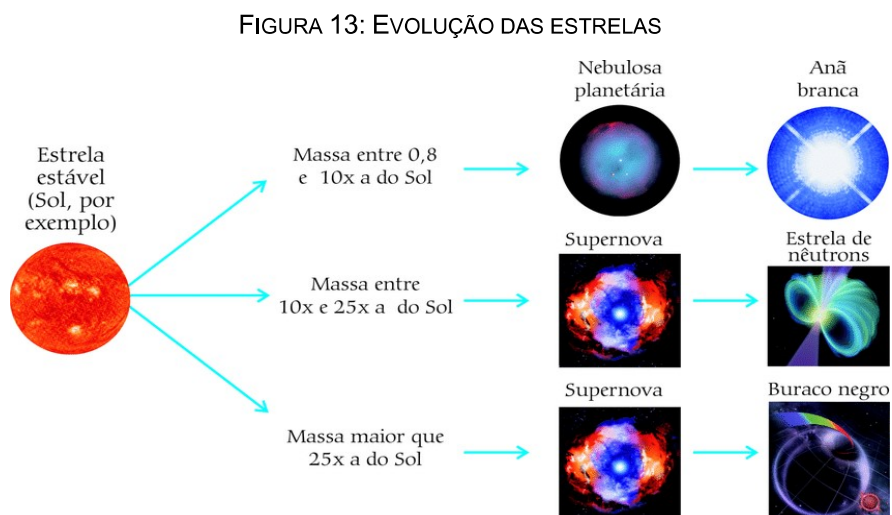 FIGURA 13: EVOLUÇÃO DAS ESTRELAS
Estrela
estável
(Sol, por
exemplo)
Massa entre 0,8
e 10x a do Sol
Nebulosa
planetária
Anã
branca
Massa entre
10x e 25x a do Sol
Supernova
Estrela de
nêutrons
Massa maior que
25x a do Sol
Supernova
Buraco negro